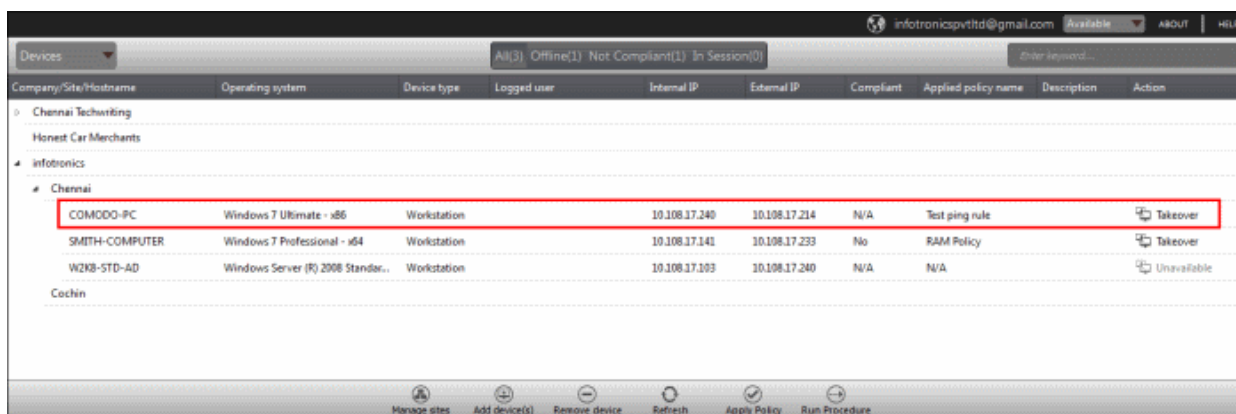 infotronicspvtltd@gmail.com Available ABOUT HELP
Devices All(3) Offline(1) Not Compliant(1) In Session(0) Enter keyword...
Company/Site/Hostname Operating system Device type Logged user Internal IP External IP Compliant Applied policy name Description Action
Chennai Techwriting
Honest Car Merchants
infotronics
Chennai
COMODO-PC Windows 7 Ultimate - x86 Workstation 10.108.17.240 10.108.17.214 N/A Test ping rule Takeover
SMITH-COMPUTER Windows 7 Professional - x64 Workstation 10.108.17.141 10.108.17.233 No RAM Policy Takeover
W2K8-STD-AD Windows Server (R) 2008 Standar... Workstation 10.108.17.103 10.108.17.240 N/A N/A Unavailable
Cochin
Manage sites Add device(s) Remove device Refresh Apply Policy Run Procedure